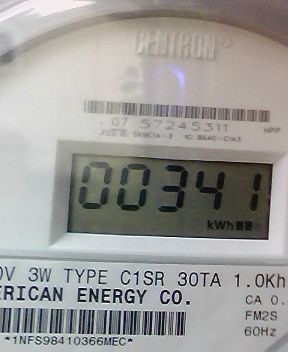 CENTRON®
07 57245311
HPP
00341
kWh
0V 3W TYPE C1SR 30TA 1.0Kh
ERICAN ENERGY CO.
CA 0.
FM2S
60Hz
*1NFS98410366MEC*